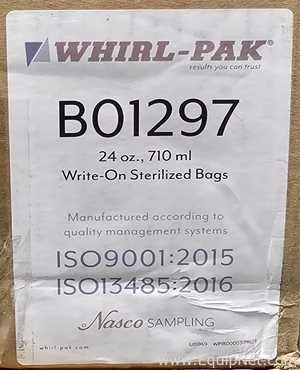 WHIRL-PAK®
results you can trust
B01297
24 oz., 710 ml
Write-On Sterilized Bags
Manufactured according to
quality management systems
ISO9001:2015
ISO13485:2016
Nasco SAMPLING
whirl-pak.com